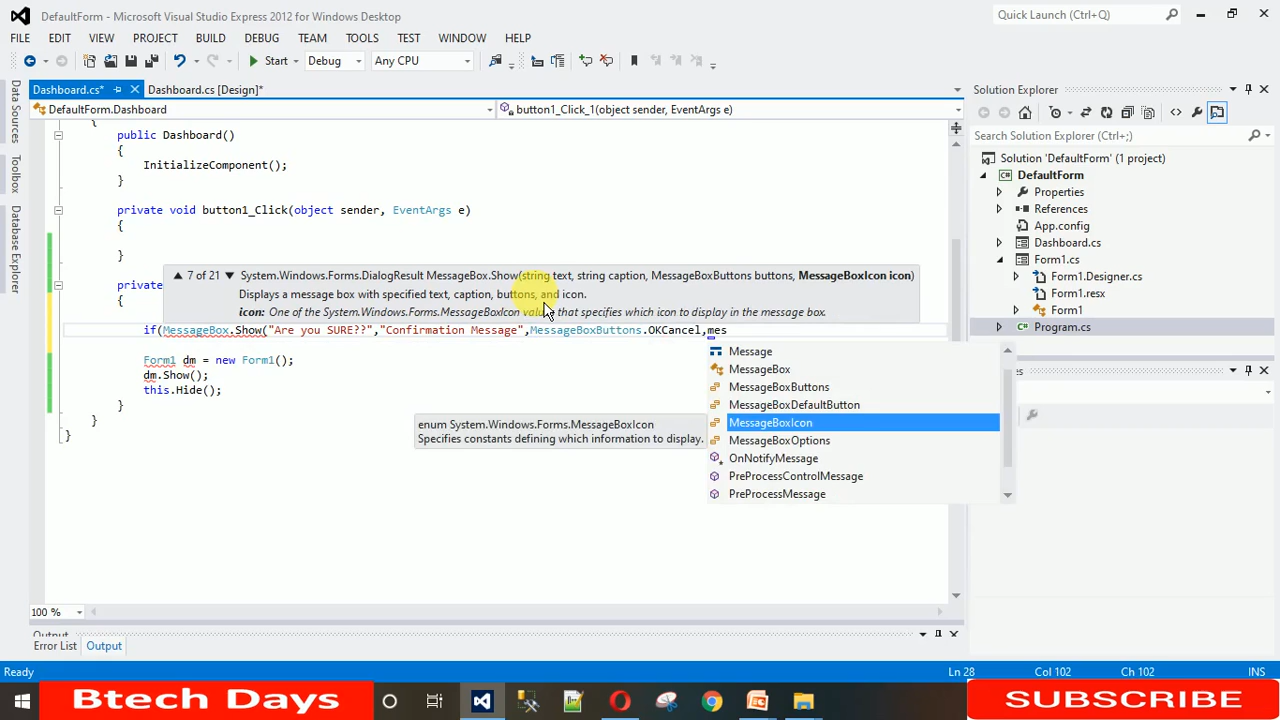 DefaultForm - Microsoft Visual Studio Express 2012 for Windows Desktop
Quick Launch (Ctrl+Q)
FILE EDIT VIEW PROJECT BUILD DEBUG TEAM TOOLS TEST WINDOW HELP
Start Debug Any CPU
Dashboard.cs* Dashboard.cs [Design]*
DefaultForm.Dashboard button1_Click_1(object sender, EventArgs e)
Data Sources
Toolbox
Database Explorer
{
public Dashboard()
{
InitializeComponent();
}
private void button1_Click(object sender, EventArgs e)
{
}
private
7 of 21 System.Windows.Forms.DialogResult MessageBox.Show(string text, string caption, MessageBoxButtons buttons, MessageBoxIcon icon)
Displays a message box with specified text, caption, buttons, and icon.
icon: One of the System.Windows.Forms.MessageBoxIcon values that specifies which icon to display in the message box.
{
if(MessageBox.Show("Are you SURE??","Confirmation Message",MessageBoxButtons.OKCancel,mes
Form1 dm = new Form1();
dm.Show();
this.Hide();
}
}
}
Message
MessageBox
MessageBoxButtons
MessageBoxDefaultButton
MessageBoxIcon
MessageBoxOptions
OnNotifyMessage
PreProcessControlMessage
PreProcessMessage
enum System.Windows.Forms.MessageBoxIcon
Specifies constants defining which information to display.
Solution Explorer
Search Solution Explorer (Ctrl+;)
Solution 'DefaultForm' (1 project)
DefaultForm
Properties
References
App.config
Dashboard.cs
Form1.cs
Form1.Designer.cs
Form1.resx
Form1
Program.cs
100 %
Output
Error List Output
Ready Ln 28 Col 102 Ch 102 INS
Btech Days
SUBSCRIBE